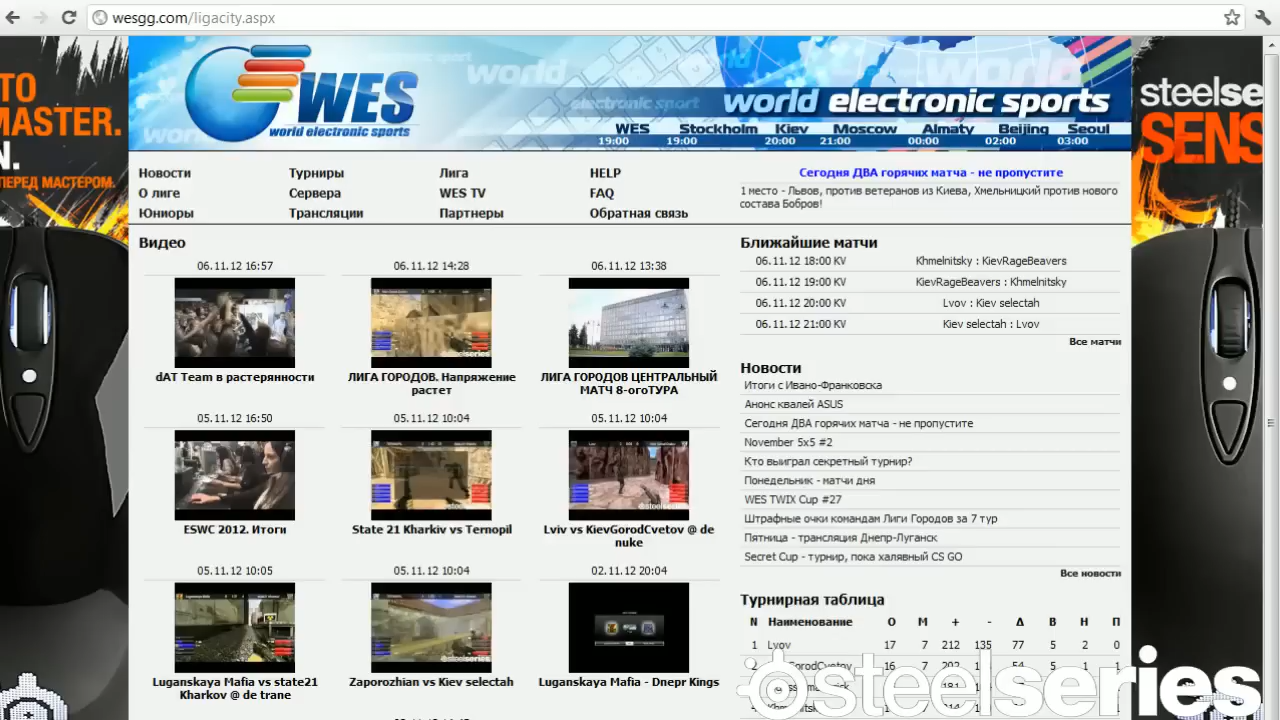 wesgg.com/ligacity.aspx
ТО
MASTER.
ПЕРЕД МАСТЕРОМ.
WES
world electronic sports
world electronic sports
WES Stockholm Kiev Moscow Almaty Beijing Seoul
19:00 19:00 20:00 21:00 00:00 02:00 03:00
steelse
SENS
Новости Турниры Лига HELP
О лиге Сервера WES TV FAQ
Юниоры Трансляции Партнеры Обратная связь
Сегодня ДВА горячих матча - не пропустите
1 место - Львов, против ветеранов из Киева, Хмельницкий против нового
состава Бобров!
Видео
06.11.12 16:57 06.11.12 14:28 06.11.12 13:38
dAT Team в растерянности
ЛИГА ГОРОДОВ. Напряжение
растет
ЛИГА ГОРОДОВ ЦЕНТРАЛЬНЫЙ
МАТЧ 8-огоТУРА
05.11.12 16:50 05.11.12 10:04 05.11.12 10:04
ESWC 2012. Итоги
State 21 Kharkiv vs Ternopil
Lviv vs KievGorodCvetov @ de
nuke
05.11.12 10:05 05.11.12 10:04 02.11.12 20:04
Luganskaya Mafia vs state21
Kharkov @ de trane
Zaporozhian vs Kiev selectah
Luganskaya Mafia - Dnepr Kings
Ближайшие матчи
06.11.12 18:00 KV Khmelnitsky : KievRageBeavers
06.11.12 19:00 KV KievRageBeavers : Khmelnitsky
06.11.12 20:00 KV Lvov : Kiev selectah
06.11.12 21:00 KV Kiev selectah : Lvov
Все матчи
Новости
Итоги с Ивано-Франковска
Анонс квалей ASUS
Сегодня ДВА горячих матча - не пропустите
November 5x5 #2
Кто выиграл секретный турнир?
Понедельник - матчи дня
WES TWIX Cup #27
Штрафные очки командам Лиги Городов за 7 тур
Пятница - трансляция Днепр-Луганск
Secret Cup - турнир, пока халявный CS GO
Все новости
Турнирная таблица
N Наименование О М + - Δ В Н П
1 Lvov 17 7 212 135 77 5 2 0
steelseries